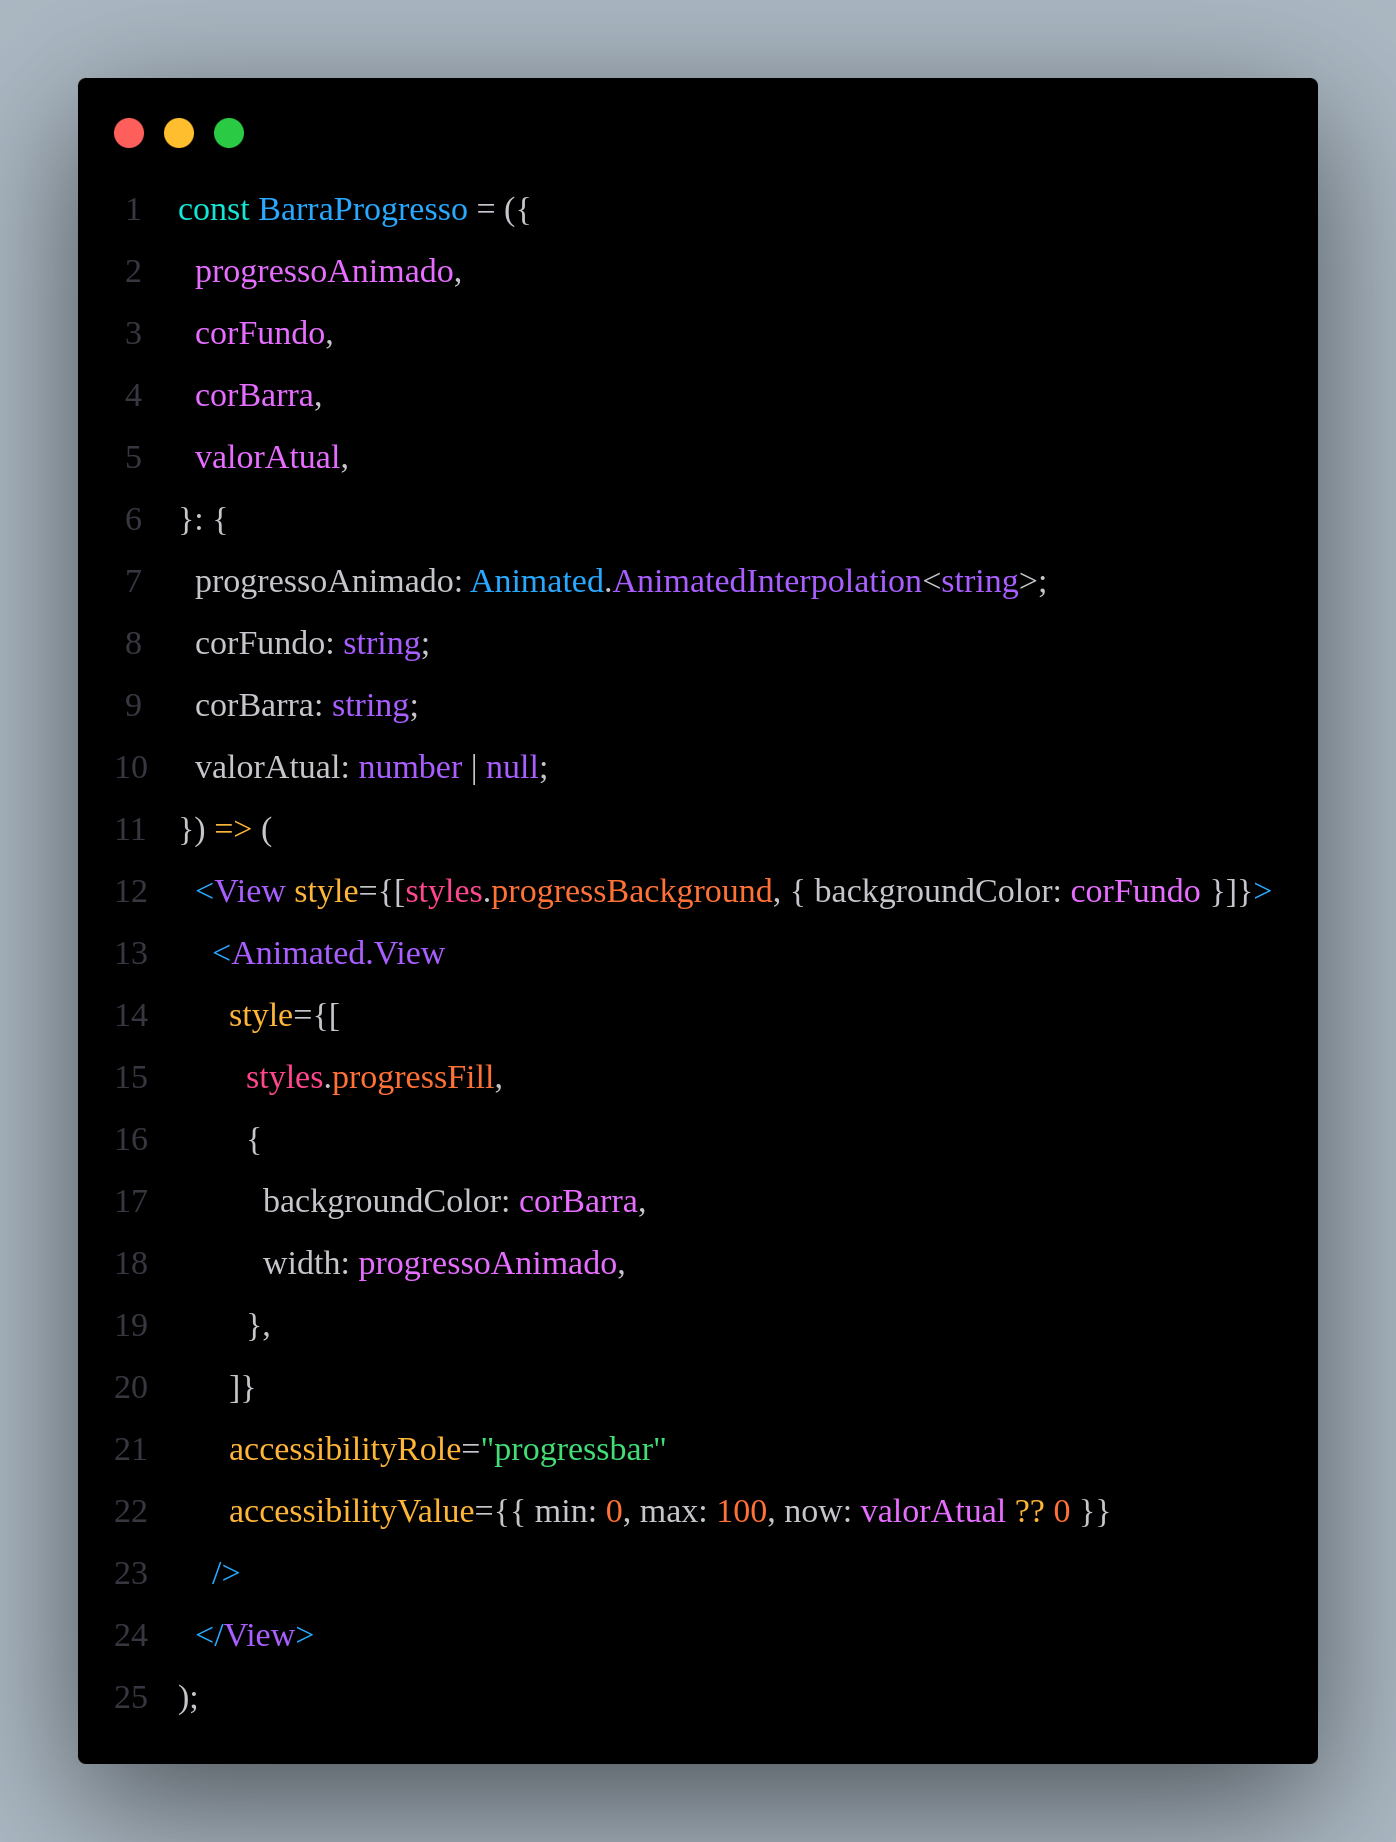 1 const BarraProgresso = ({
2   progressoAnimado,
3   corFundo,
4   corBarra,
5   valorAtual,
6 }: {
7   progressoAnimado: Animated.AnimatedInterpolation<string>;
8   corFundo: string;
9   corBarra: string;
10   valorAtual: number | null;
11 }) => (
12   <View style={[styles.progressBackground, { backgroundColor: corFundo }]}>
13     <Animated.View
14       style={[
15         styles.progressFill,
16         {
17           backgroundColor: corBarra,
18           width: progressoAnimado,
19         },
20       ]}
21       accessibilityRole="progressbar"
22       accessibilityValue={{ min: 0, max: 100, now: valorAtual ?? 0 }}
23     />
24   </View>
25 );